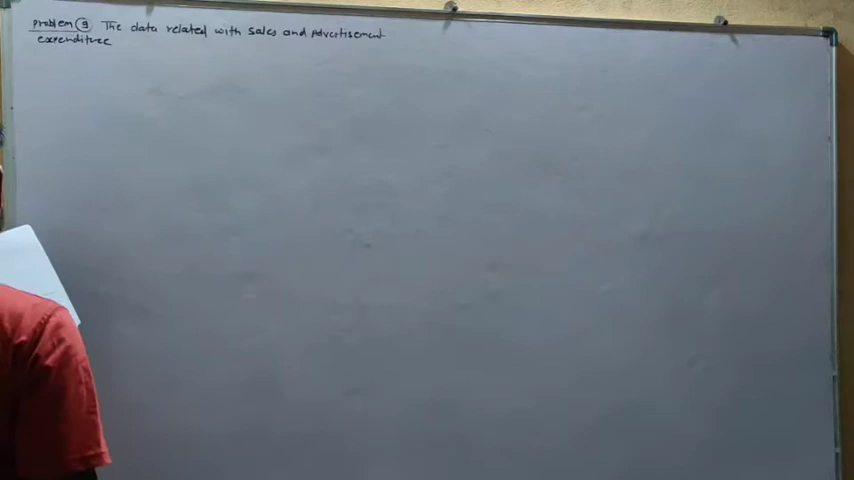 Problem ⑨ The data related with sales and Advertisement
expenditure